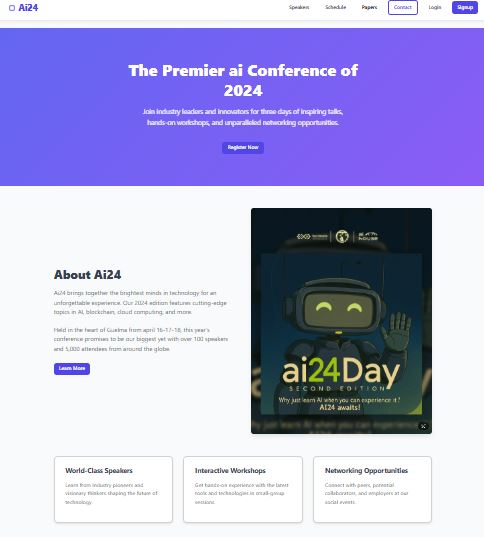 Ai24
Speakers Schedule Papers Contact Login Signup
The Premier ai Conference of
2024
Join industry leaders and innovators for three days of inspiring talks,
hands-on workshops, and unparalleled networking opportunities.
Register Now
About Ai24
Ai24 brings together the brightest minds in technology for an
unforgettable experience. Our 2024 edition features cutting-edge
topics in AI, blockchain, cloud computing, and more.
Held in the heart of Guelma from april 16-17-18, this year's
conference promises to be our biggest yet with over 100 speakers
and 5,000 attendees from around the globe.
Learn More
HOUSE
ai24Day
SECOND EDITION
Why just learn AI when you can experience it ?
AI24 awaits!
World-Class Speakers
Learn from industry pioneers and
visionary thinkers shaping the future of
technology.
Interactive Workshops
Get hands-on experience with the latest
tools and technologies in small-group
sessions.
Networking Opportunities
Connect with peers, potential
collaborators, and employers at our
social events.